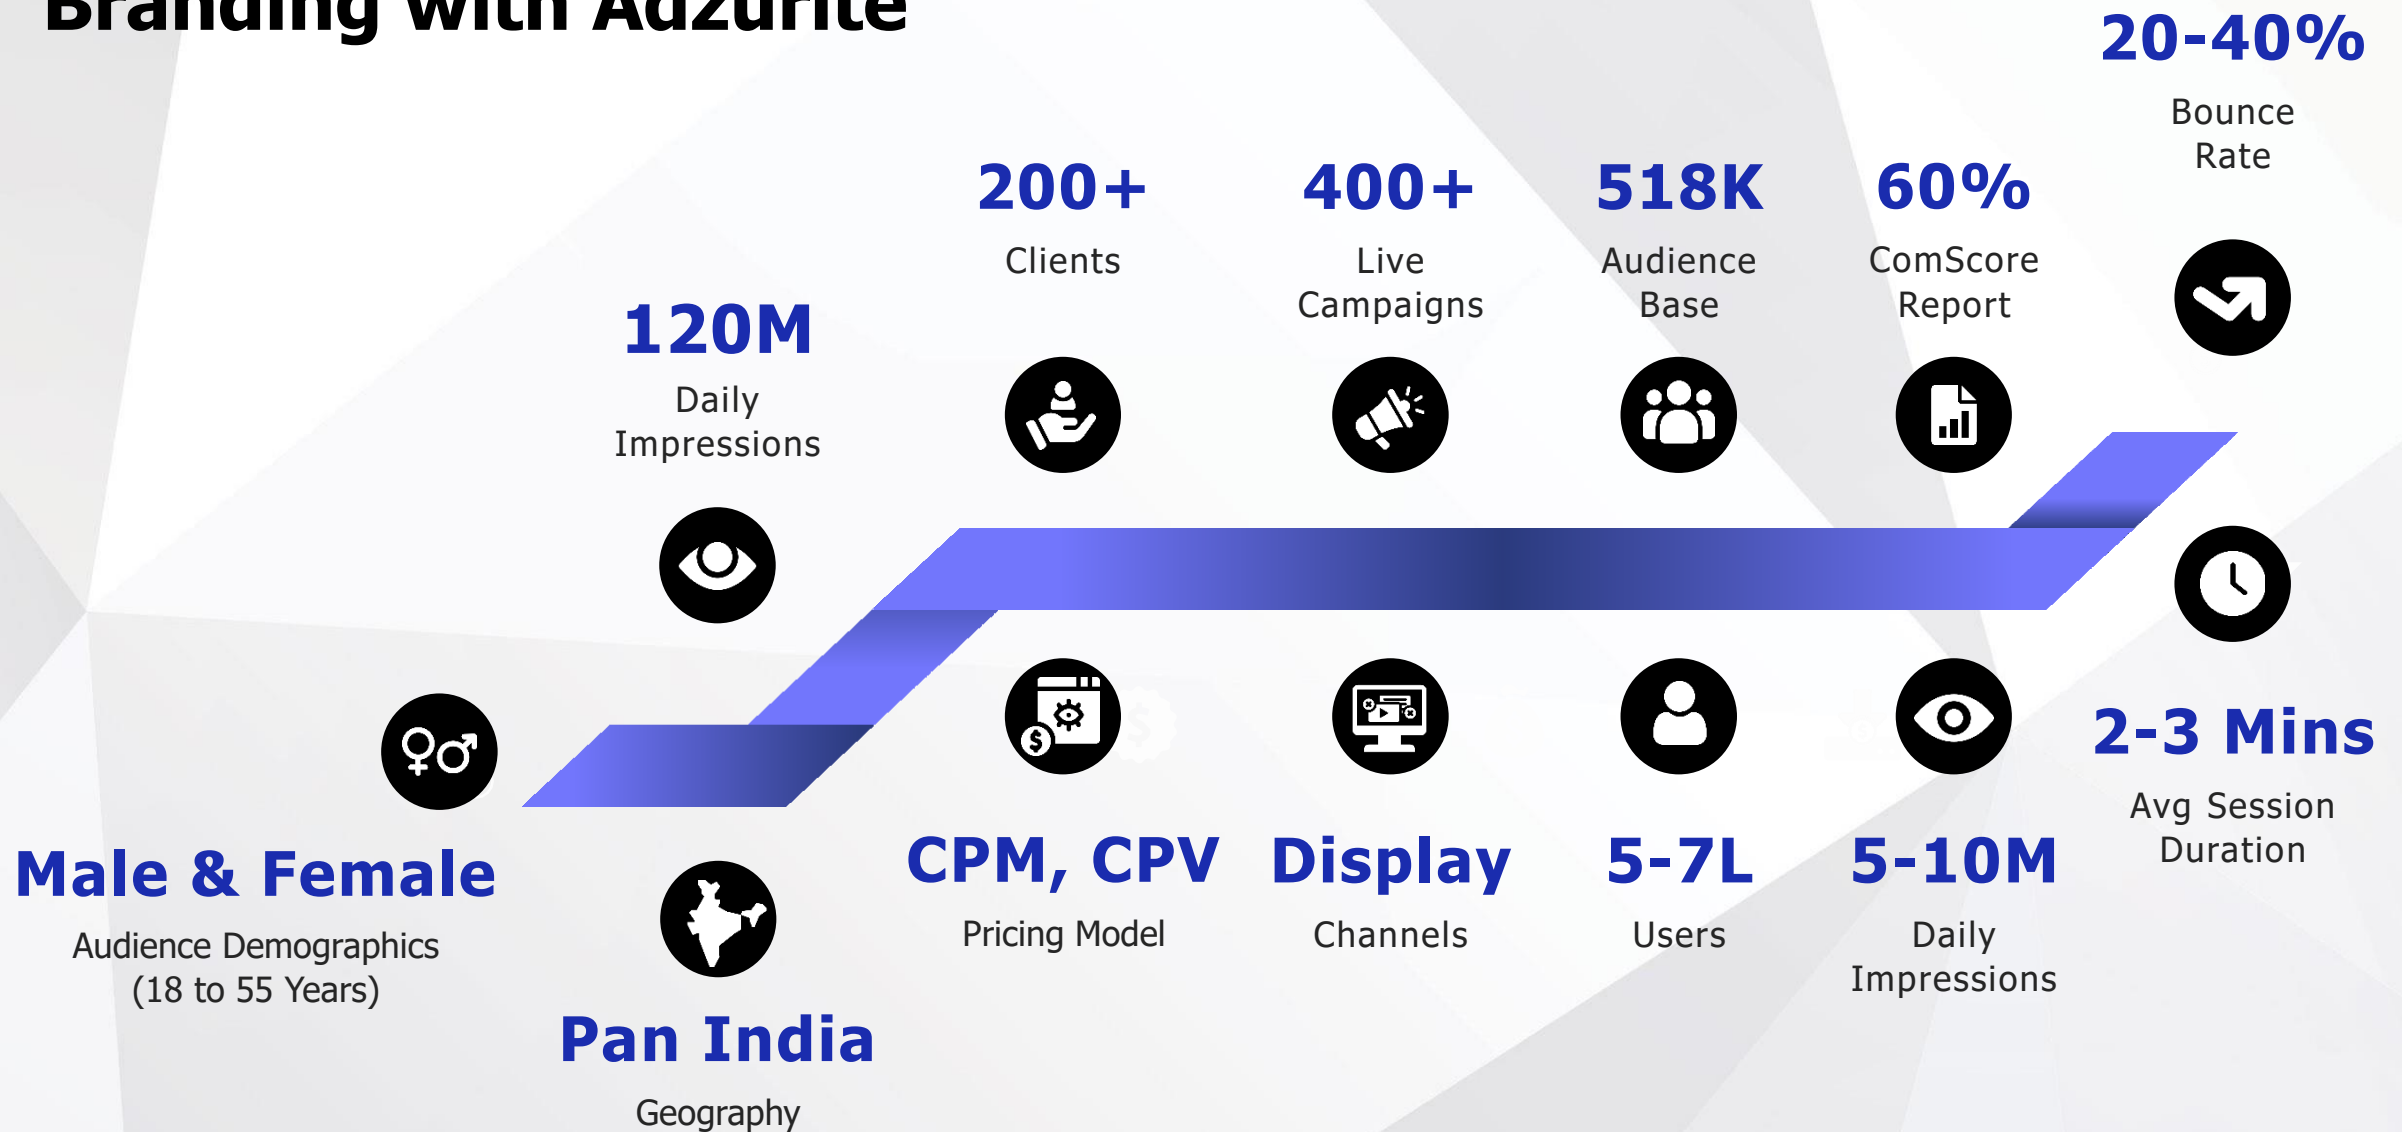 Branding with Adzurite
20-40%
Bounce
Rate
200+
Clients
400+
Live
Campaigns
518K
Audience
Base
60%
ComScore
Report
120M
Daily
Impressions
Male & Female
Audience Demographics
(18 to 55 Years)
Pan India
Geography
CPM, CPV
Pricing Model
Display
Channels
5-7L
Users
5-10M
Daily
Impressions
2-3 Mins
Avg Session
Duration